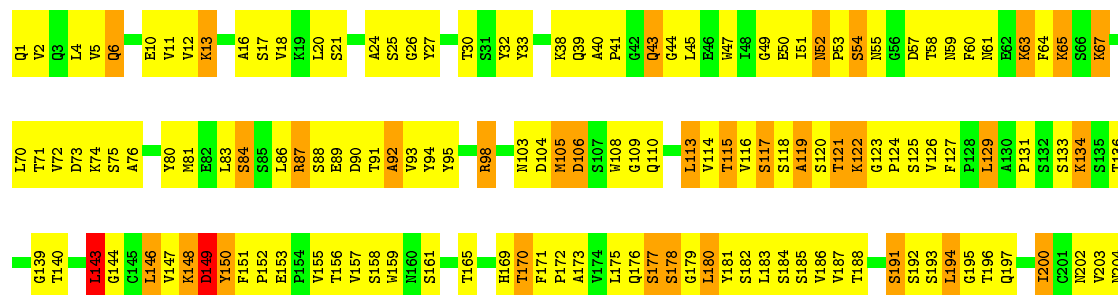 Q1 V2 Q3 L4 V5 Q6 E10 V11 V12 K13 A16 S17 V18 K19 L20 S21 A24 S25 G26 Y27 T30 S31 Y32 Y33 K38 Q39 A40 P41 G42 Q43 G44 L45 E46 W47 I48 G49 E50 I51 N52 P53 S54 N55 G56 D57 T58 N59 F60 N61 E62 K63 F64 K65 S66 K67
L70 T71 V72 D73 K74 S75 A76 Y80 M81 E82 L83 S84 S85 L86 R87 S88 E89 D90 T91 A92 V93 Y94 Y95 R98 N103 D104 M105 D106 S107 W108 G109 Q110 L113 V114 T115 V116 S117 S118 A119 S120 T121 K122 G123 P124 S125 V126 F127 P128 L129 A130 P131 S132 S133 K134 S135 T136
G139 T140 L143 G144 C145 L146 V147 K148 D149 Y150 F151 P152 E153 P154 V155 T156 V157 S158 W159 N160 S161 T165 H169 T170 F171 P172 A173 V174 L175 Q176 S177 S178 G179 L180 Y181 S182 L183 S184 S185 V186 V187 T188 S191 S192 S193 L194 G195 T196 Q197 I200 C201 N202 V203 N204